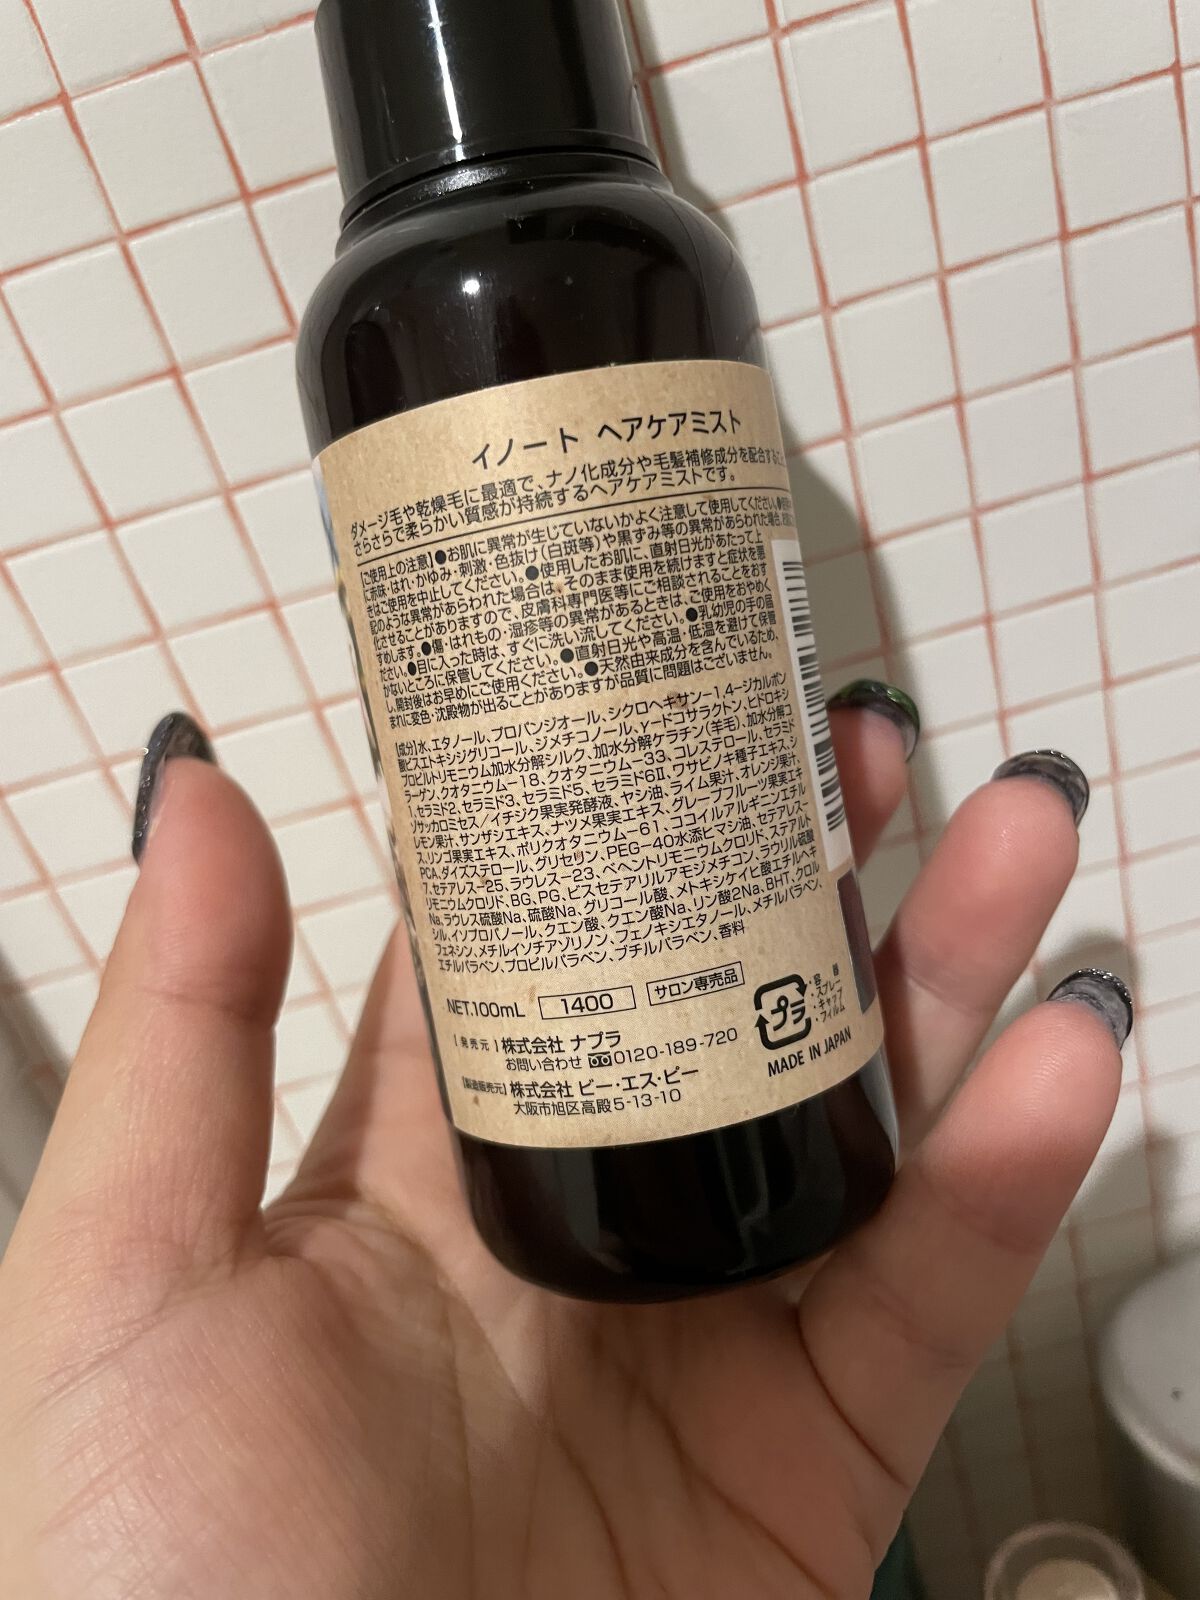 イノート ヘアケアミスト
ダメージ毛や乾燥毛に最適で、ナノ化成分や毛髪補修成分を配合する
さらさらで柔らかい質感が持続するヘアケアミストです。
【ご使用上の注意】●お肌に異常が生じていないかよく注意して使用してください。
に赤味・はれ・かゆみ・刺激・色抜け(白斑等)や黒ずみ等の異常があらわれた場合、
きはご使用を中止してください。●使用したお肌に、直射日光があたって上
記のような異常があらわれた場合は、そのまま使用を続けますと症状を悪
化させることがありますので、皮膚科専門医等にご相談されることをおす
すめします。●傷・はれもの・湿疹等の異常があるときは、ご使用をおやめく
ださい。●目に入った時は、すぐに洗い流してください。●乳幼児の手の届
かないところに保管してください。●直射日光や高温・低温を避けて保管
し、開封後はお早めにご使用ください。●天然由来成分を含んでいるため、
まれに変色・沈殿物が出ることがありますが品質に問題はございません。
【成分】水、エタノール、プロパンジオール、シクロヘキサン-1,4-ジカルボン
酸ビスエトキシジグリコール、ジメチコノール、γ-ドコサラクトン、ヒドロキシ
プロピルトリモニウム加水分解シルク、加水分解ケラチン(羊毛)、加水分解コ
ラーゲン、クオタニウム-18、クオタニウム-33、コレステロール、セラミド
1、セラミド2、セラミド3、セラミド5、セラミド6Ⅱ、ワサビノキ種子エキス、シ
ゾサッカロミセス/イチジク果実発酵液、ヤシ油、ライム果汁、オレンジ果汁、
レモン果汁、サンザシエキス、ナツメ果実エキス、グレープフルーツ果実エキ
ス、リンゴ果実エキス、ポリクオタニウム-61、ココイルアルギニンエチル
PCA、ダイズステロール、グリセリン、PEG-40水添ヒマシ油、セテアレス-
7、セテアレス-25、ラウレス-23、ベヘントリモニウムクロリド、ステアルト
リモニウムクロリド、BG、PG、ビスセテアリルアモジメチコン、ラウリル硫酸
Na、ラウレス硫酸Na、硫酸Na、グリコール酸、メトキシケイヒ酸エチルヘキ
シル、イソプロパノール、クエン酸、クエン酸Na、リン酸2Na、BHT、クロル
フェネシン、メチルイソチアゾリノン、フェノキシエタノール、メチルパラベン、
エチルパラベン、プロピルパラベン、ブチルパラベン、香料
NET.100mL 1400 サロン専売品
[発売元]株式会社 ナプラ
お問い合わせ 0120-189-720
[製造販売元]株式会社 ビー・エス・ピー
大阪市旭区高殿5-13-10
プラ
・容器
・スプレー
・キャップ
・フィルム
MADE IN JAPAN